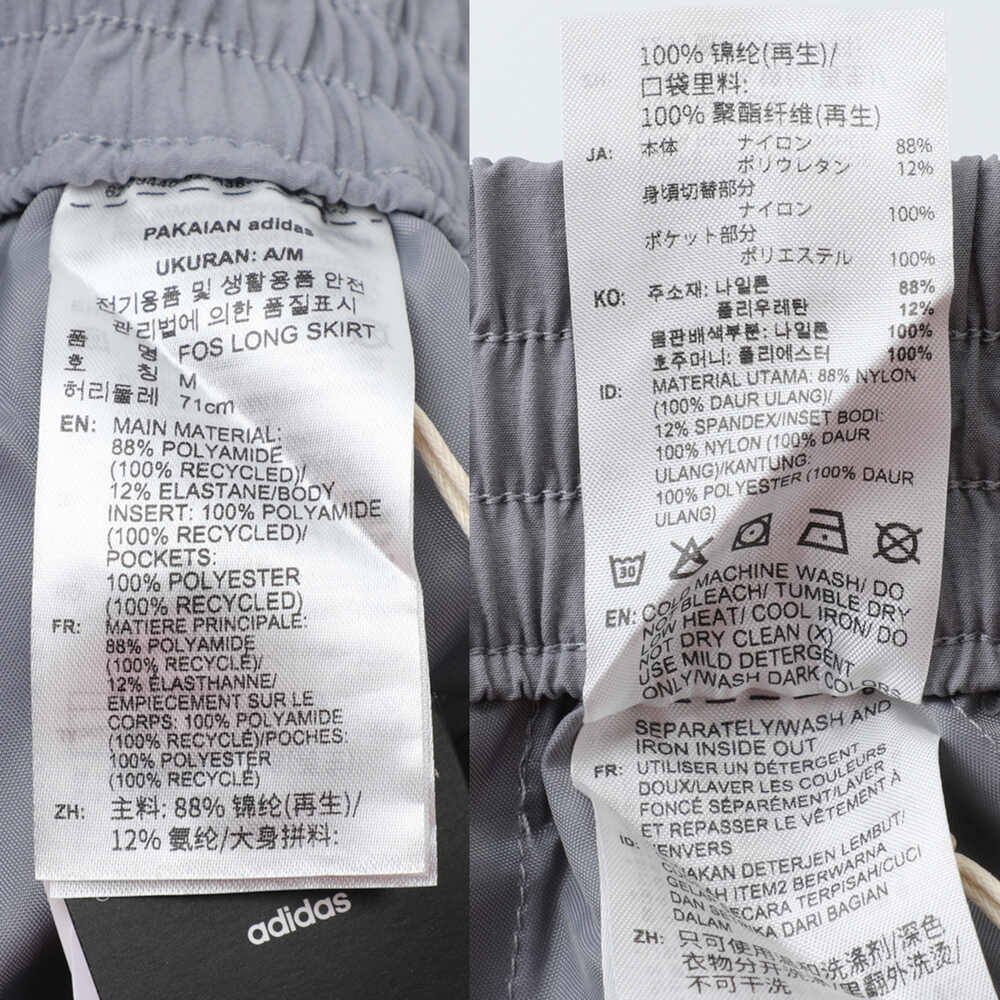 PAKAIAN adidas
UKURAN: A/M
전기용품 및 생활용품 안전
관리법에 의한 품질표시
품 명 FOS LONG SKIRT
호 칭 M
허리둘레 71cm
EN: MAIN MATERIAL:
88% POLYAMIDE
(100% RECYCLED)/
12% ELASTANE/BODY
INSERT: 100% POLYAMIDE
(100% RECYCLED)/
POCKETS:
100% POLYESTER
(100% RECYCLED)
FR: MATIERE PRINCIPALE:
88% POLYAMIDE
(100% RECYCLÉ)/
12% ÉLASTHANNE/
EMPIECEMENT SUR LE
CORPS: 100% POLYAMIDE
(100% RECYCLÉ)/POCHES:
100% POLYESTER
(100% RECYCLÉ)
ZH: 主料: 88% 锦纶(再生)/
12% 氨纶/大身拼料:
adidas
100% 锦纶(再生)/
口袋里料:
100% 聚酯纤维(再生)
JA: 本体 ナイロン 88%
ポリウレタン 12%
身頃切替部分
ナイロン 100%
ポケット部分
ポリエステル 100%
KO: 주소재: 나일론 88%
폴리우레탄 12%
몸판배색부분: 나일론 100%
호주머니: 폴리에스터 100%
ID: MATERIAL UTAMA: 88% NYLON
(100% DAUR ULANG)/
12% SPANDEX/INSET BODI:
100% NYLON (100% DAUR
ULANG)/KANTUNG:
100% POLYESTER (100% DAUR
ULANG)
30
EN: COLD MACHINE WASH/ DO
NOT BLEACH/ TUMBLE DRY
LOW HEAT/ COOL IRON/ DO
NOT DRY CLEAN (X)
USE MILD DETERGENT
ONLY/WASH DARK COLORS
SEPARATELY/WASH AND
IRON INSIDE OUT
FR: UTILISER UN DÉTERGENT
DOUX/LAVER LES COULEURS
FONCÉ SÉPARÉMENT/LAVER À
ET REPASSER LE VÊTEMENT À
L'ENVERS
ID: DETERJEN LEMBUT/
ITEM2 BERWARNA
DAN SECARA TERPISAH/CUCI
DALAM DARI BAGIAN
ZH: 只可使用 和洗涤剂/深色
衣物分开洗 里翻外洗烫/
不可干洗